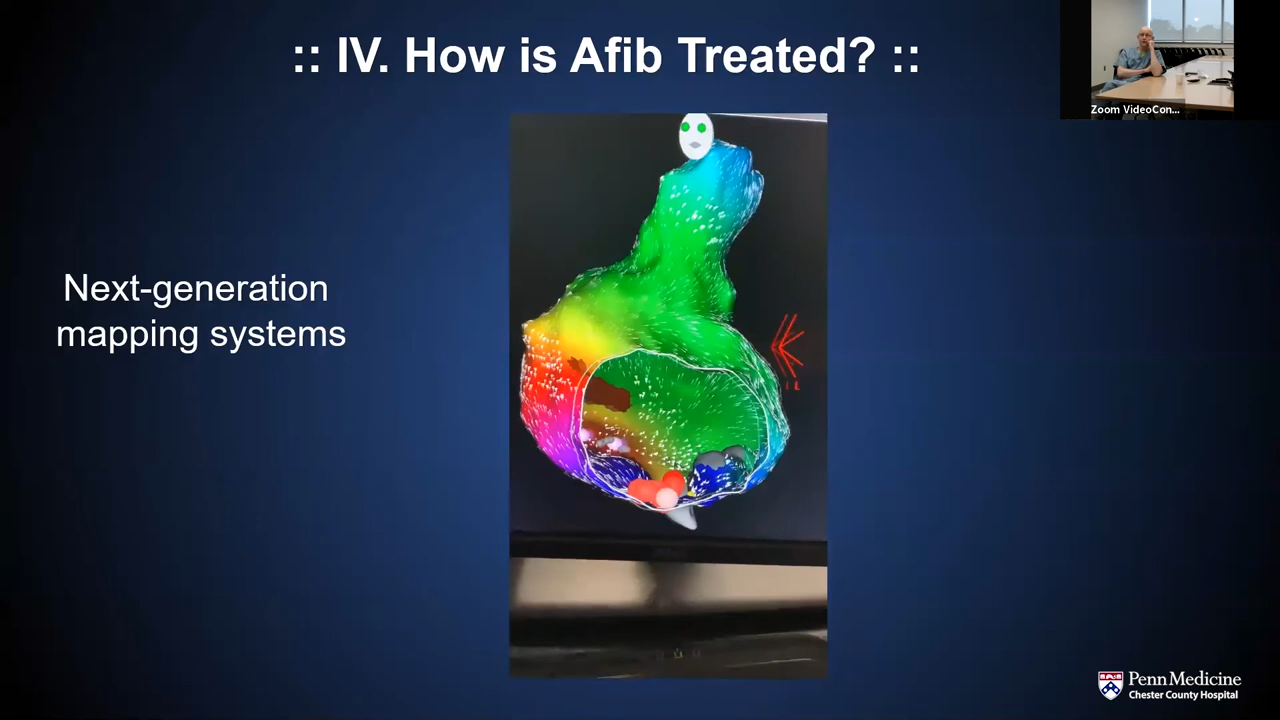 :: IV. How is Afib Treated? ::
Zoom VideoCon...
Next-generation
mapping systems
Penn Medicine
Chester County Hospital